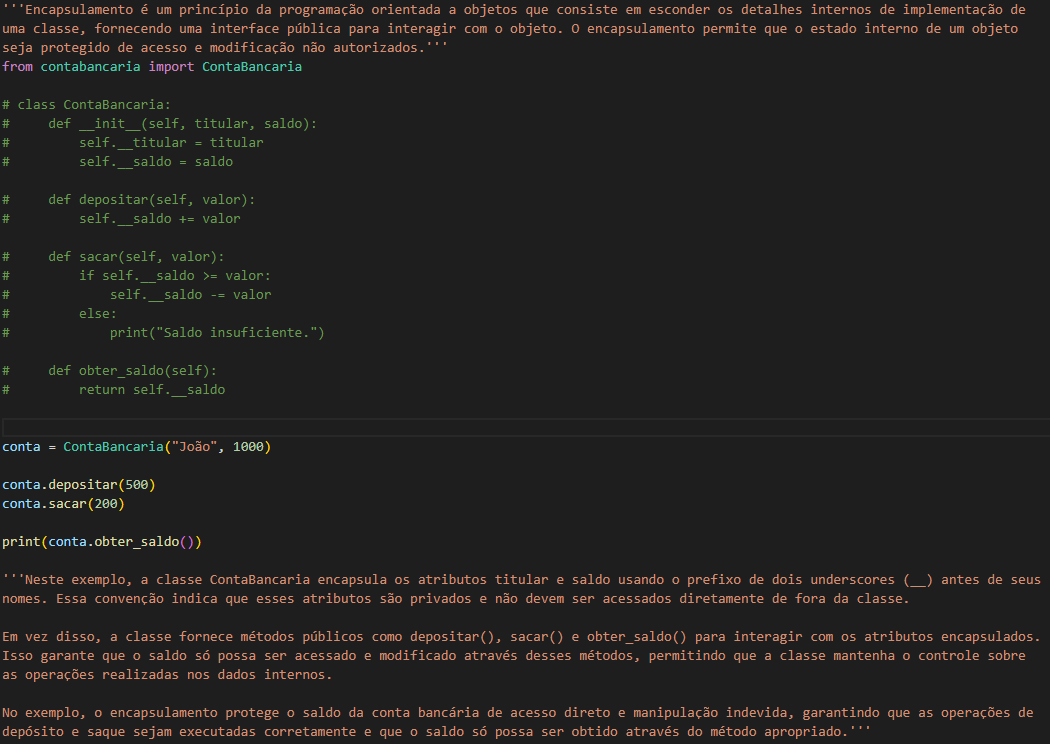 '''Encapsulamento é um princípio da programação orientada a objetos que consiste em esconder os detalhes internos de implementação de
uma classe, fornecendo uma interface pública para interagir com o objeto. O encapsulamento permite que o estado interno de um objeto
seja protegido de acesso e modificação não autorizados.'''
from contabancaria import ContaBancaria
# class ContaBancaria:
#     def __init__(self, titular, saldo):
#         self.__titular = titular
#         self.__saldo = saldo
#     def depositar(self, valor):
#         self.__saldo += valor
#     def sacar(self, valor):
#         if self.__saldo >= valor:
#             self.__saldo -= valor
#         else:
#             print("Saldo insuficiente.")
#     def obter_saldo(self):
#         return self.__saldo
conta = ContaBancaria("João", 1000)
conta.depositar(500)
conta.sacar(200)
print(conta.obter_saldo())
'''Neste exemplo, a classe ContaBancaria encapsula os atributos titular e saldo usando o prefixo de dois underscores (__) antes de seus
nomes. Essa convenção indica que esses atributos são privados e não devem ser acessados diretamente de fora da classe.
Em vez disso, a classe fornece métodos públicos como depositar(), sacar() e obter_saldo() para interagir com os atributos encapsulados.
Isso garante que o saldo só possa ser acessado e modificado através desses métodos, permitindo que a classe mantenha o controle sobre
as operações realizadas nos dados internos.
No exemplo, o encapsulamento protege o saldo da conta bancária de acesso direto e manipulação indevida, garantindo que as operações de
depósito e saque sejam executadas corretamente e que o saldo só possa ser obtido através do método apropriado.'''